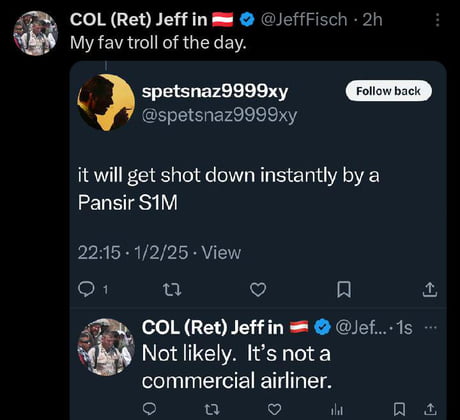 COL (Ret) Jeff in 🇦🇹 @JeffFisch · 2h
My fav troll of the day.
spetsnaz9999xy
Follow back
@spetsnaz9999xy
it will get shot down instantly by a
Pansir S1M
22:15 · 1/2/25 · View
1
COL (Ret) Jeff in 🇦🇹 @Jef... · 1s
Not likely. It's not a
commercial airliner.